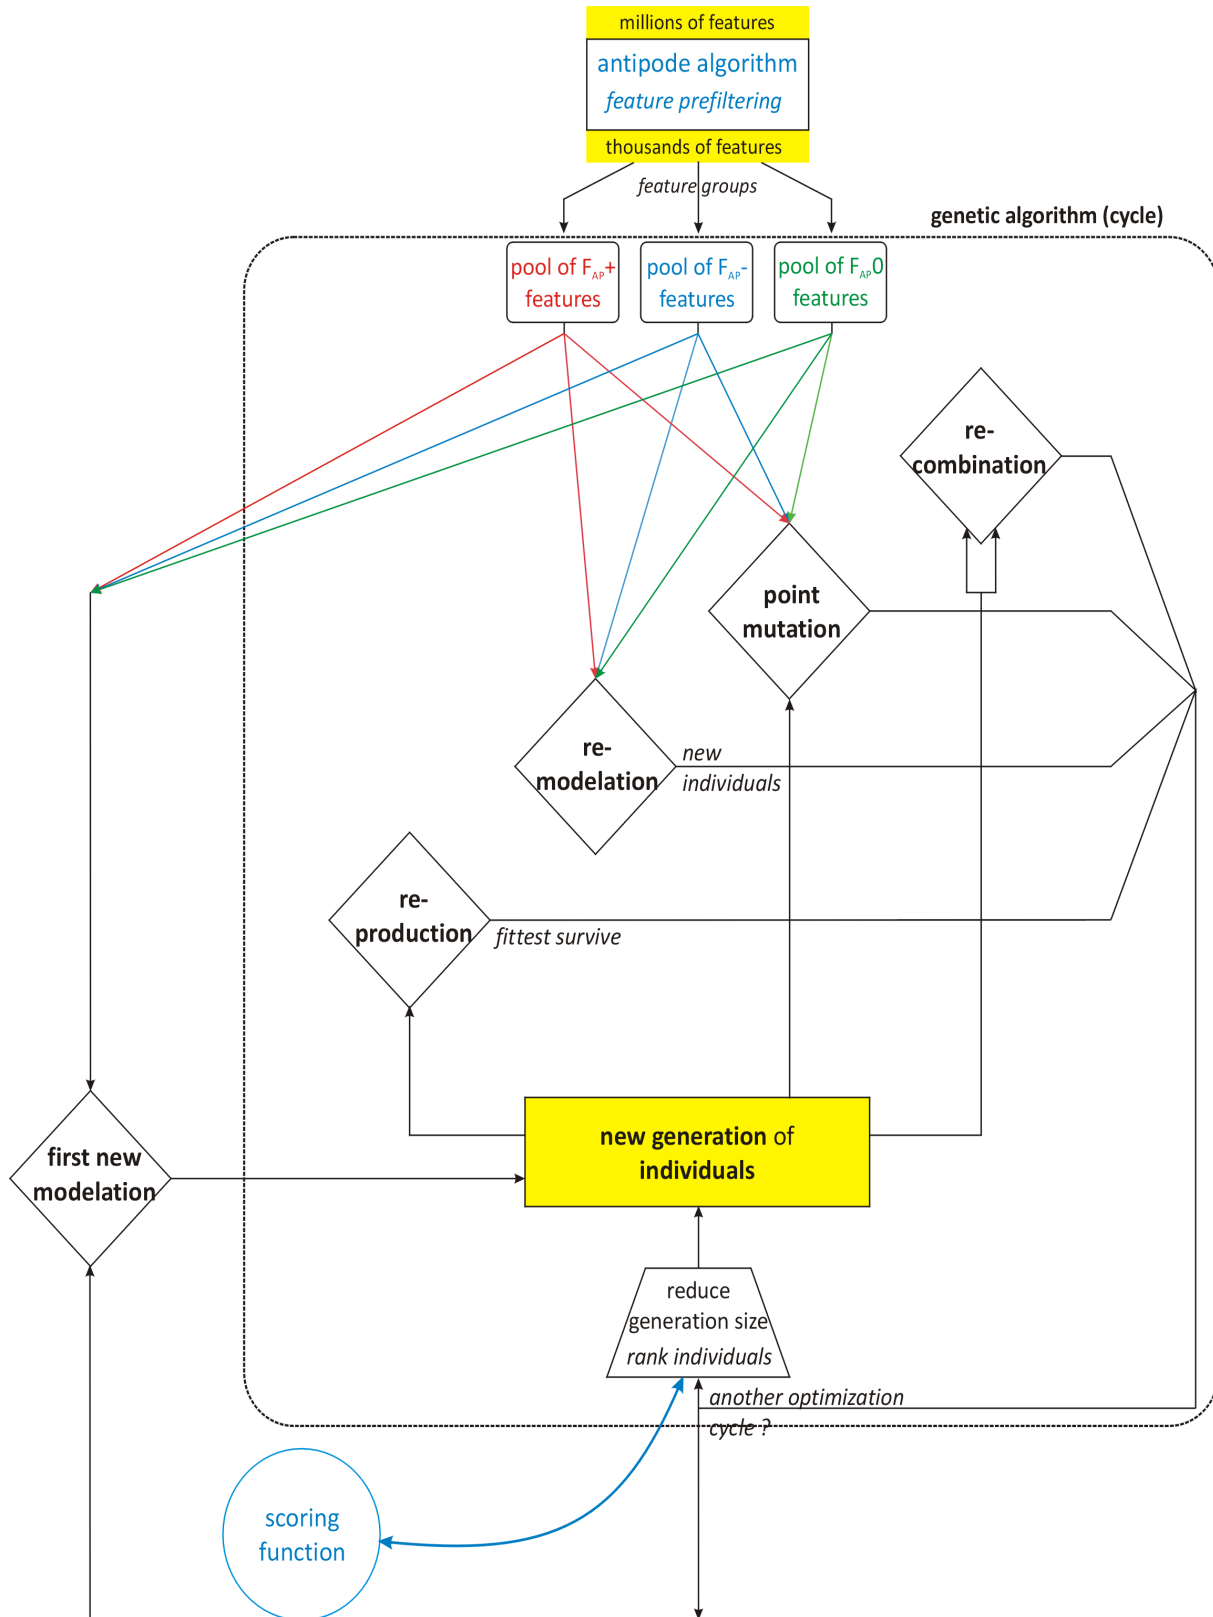 millions of features
antipode algorithm
feature prefiltering
thousands of features
feature groups
genetic algorithm (cycle)
pool of FAP+
features
pool of FAP-
features
pool of FAP0
features
re-
combination
point
mutation
re-
modelation
new
individuals
re-
production
fittest survive
first new
modelation
new generation of
individuals
reduce
generation size
rank individuals
another optimization
cycle ?
scoring
function